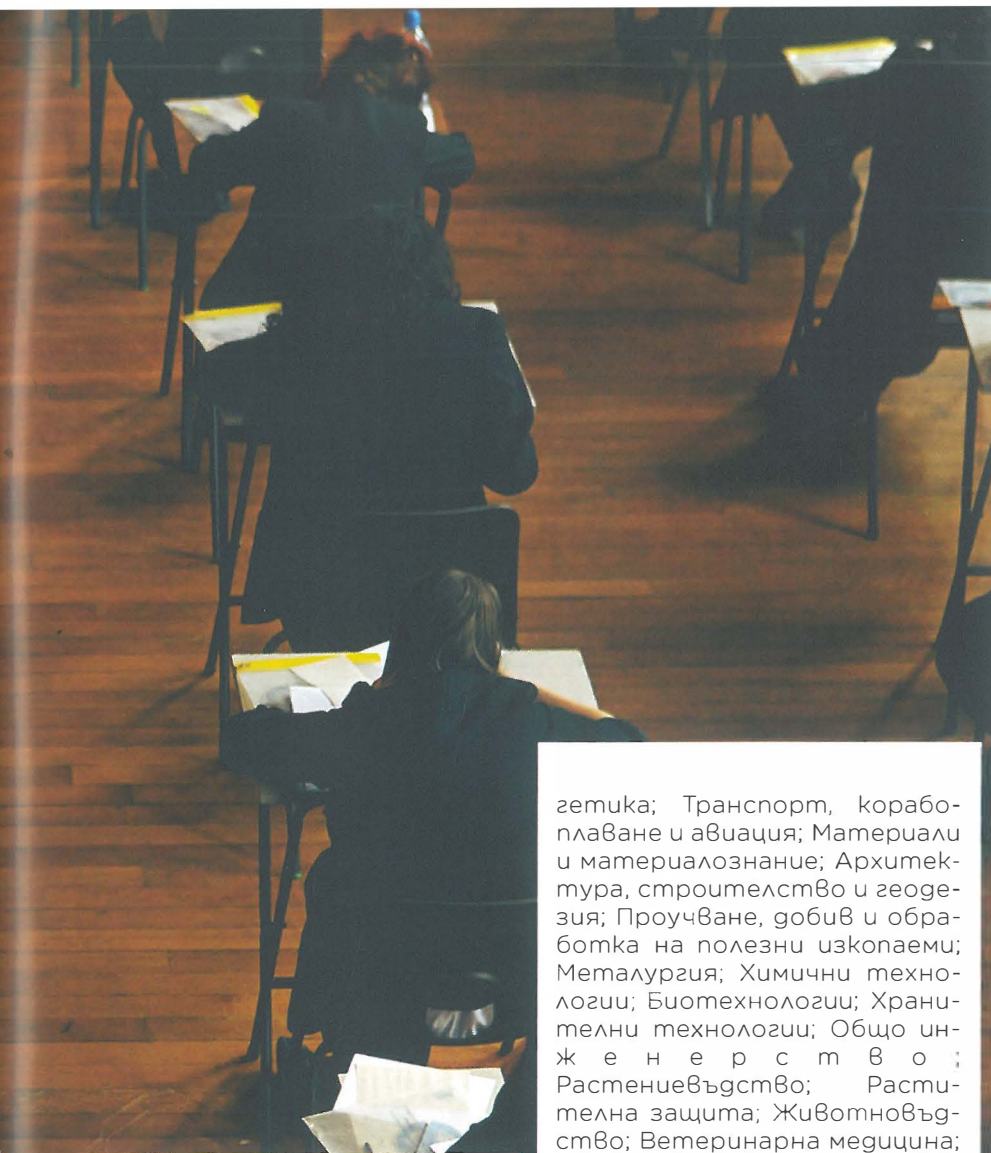 гетика; Транспорт, корабо-
плаване и авиация; Материали
и материалознание; Архитек-
тура, строителство и геоде-
зия; Проучване, добив и обра-
ботка на полезни изкопаеми;
Металургия; Химични техно-
логии; Биотехнологии; Храни-
телни технологии; Общо ин-
женерство;
Растениевъдство; Расти-
телна защита; Животновъд-
ство; Ветеринарна медицина;